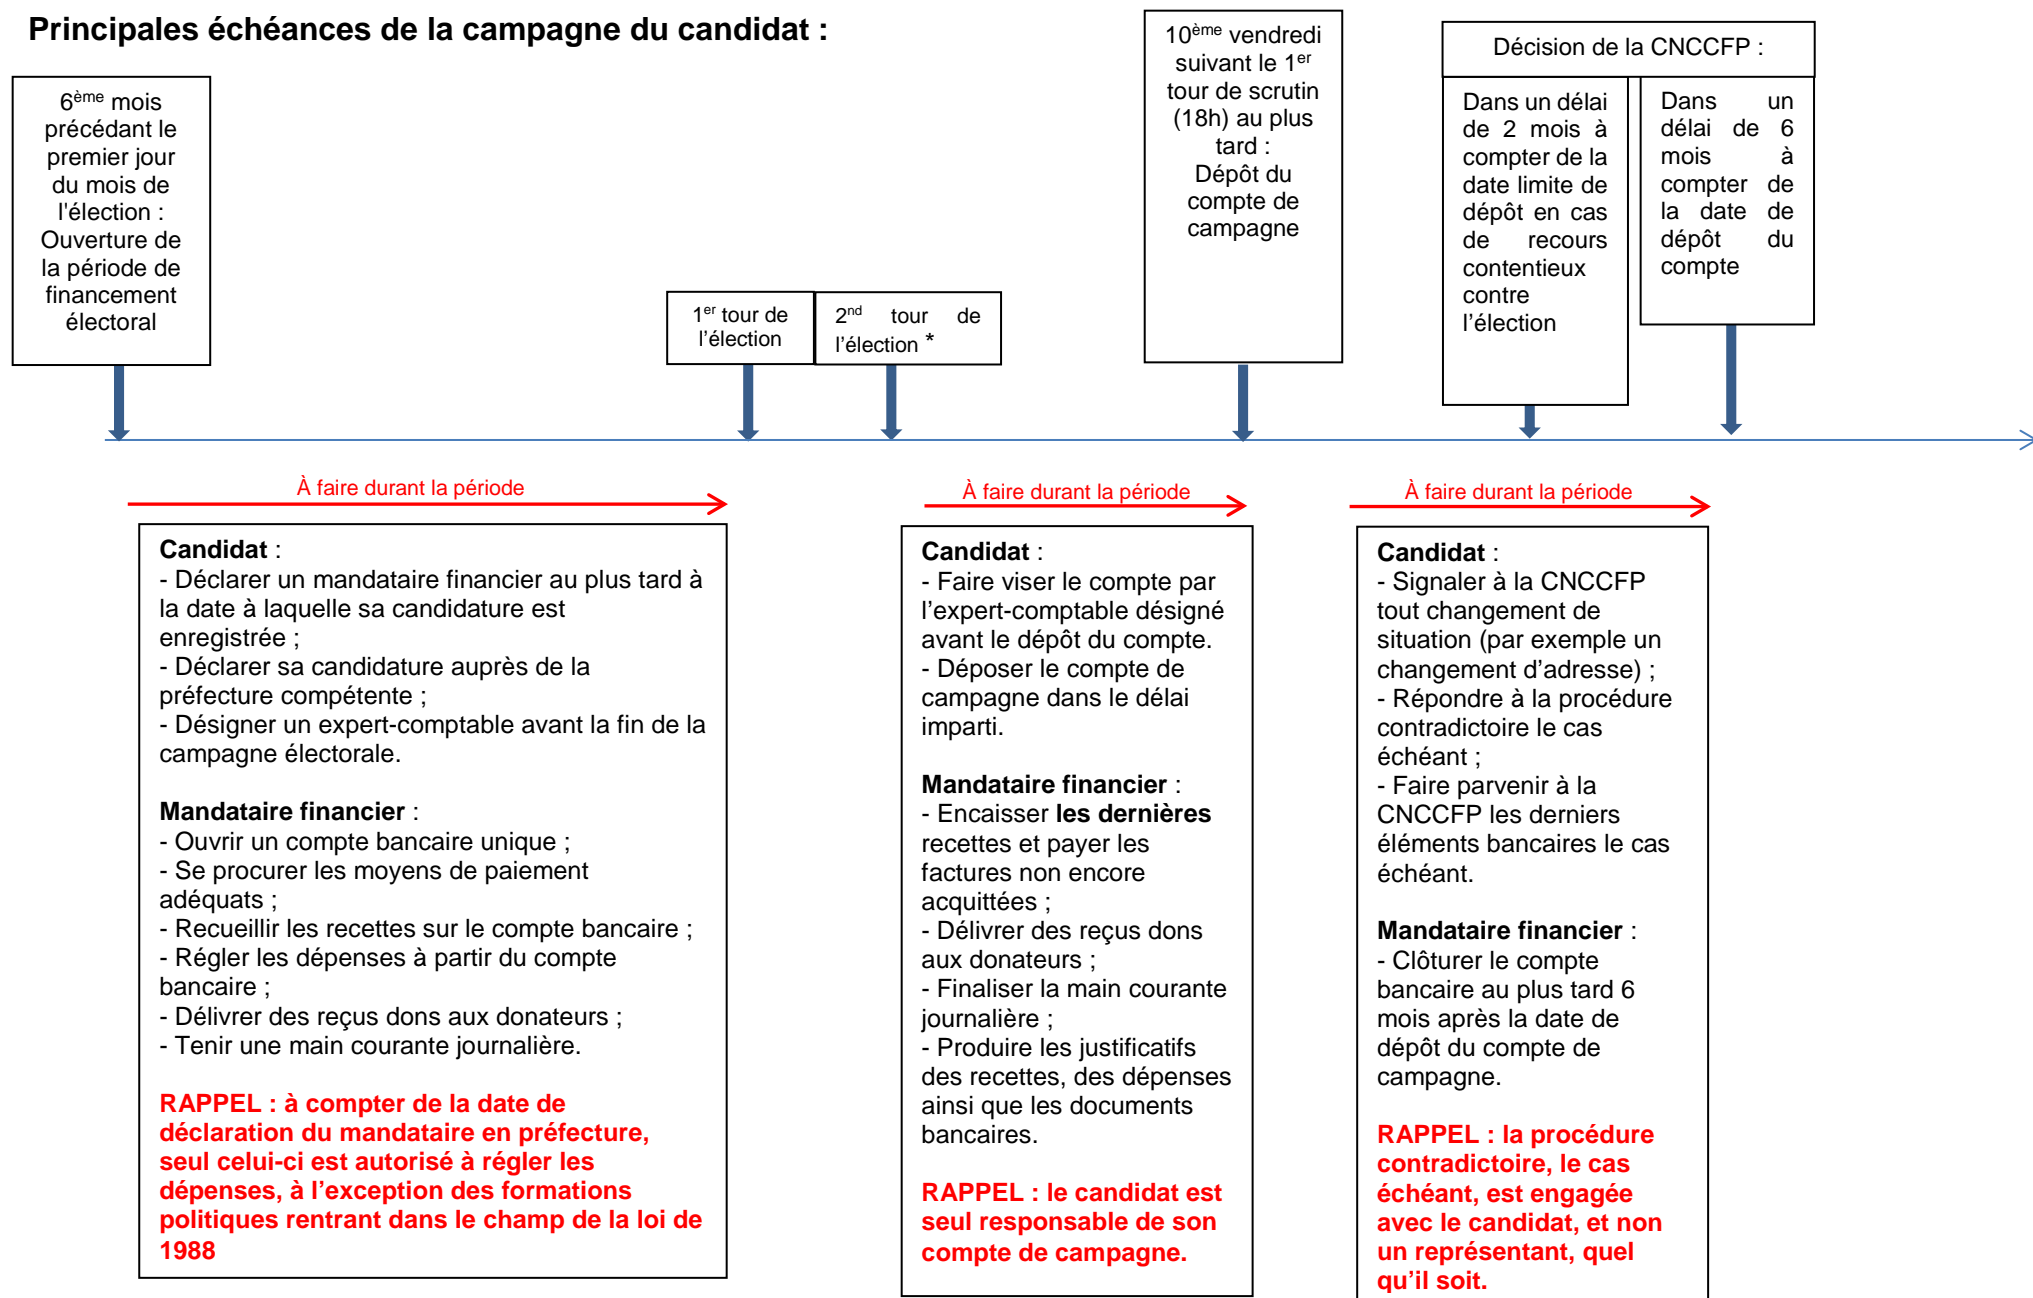 Principales échéances de la campagne du candidat :
6ème mois
précédant le
premier jour
du mois de
l'élection :
Ouverture de
la période de
financement
électoral
1er tour de
l’élection
2nd tour de
l’élection *
10ème vendredi
suivant le 1er
tour de scrutin
(18h) au plus
tard :
Dépôt du
compte de
campagne
Décision de la CNCCFP :
Dans un délai
de 2 mois à
compter de la
date limite de
dépôt en cas
de recours
contentieux
contre
l’élection
Dans un
délai de 6
mois à
compter de
la date de
dépôt du
compte
À faire durant la période
Candidat :
- Déclarer un mandataire financier au plus tard à
la date à laquelle sa candidature est
enregistrée ;
- Déclarer sa candidature auprès de la
préfecture compétente ;
- Désigner un expert-comptable avant la fin de la
campagne électorale.
Mandataire financier :
- Ouvrir un compte bancaire unique ;
- Se procurer les moyens de paiement
adéquats ;
- Recueillir les recettes sur le compte bancaire ;
- Régler les dépenses à partir du compte
bancaire ;
- Délivrer des reçus dons aux donateurs ;
- Tenir une main courante journalière.
RAPPEL : à compter de la date de
déclaration du mandataire en préfecture,
seul celui-ci est autorisé à régler les
dépenses, à l’exception des formations
politiques rentrant dans le champ de la loi de
1988
À faire durant la période
Candidat :
- Faire viser le compte par
l’expert-comptable désigné
avant le dépôt du compte.
- Déposer le compte de
campagne dans le délai
imparti.
Mandataire financier :
- Encaisser les dernières
recettes et payer les
factures non encore
acquittées ;
- Délivrer des reçus dons
aux donateurs ;
- Finaliser la main courante
journalière ;
- Produire les justificatifs
des recettes, des dépenses
ainsi que les documents
bancaires.
RAPPEL : le candidat est
seul responsable de son
compte de campagne.
À faire durant la période
Candidat :
- Signaler à la CNCCFP
tout changement de
situation (par exemple un
changement d’adresse) ;
- Répondre à la procédure
contradictoire le cas
échéant ;
- Faire parvenir à la
CNCCFP les derniers
éléments bancaires le cas
échéant.
Mandataire financier :
- Clôturer le compte
bancaire au plus tard 6
mois après la date de
dépôt du compte de
campagne.
RAPPEL : la procédure
contradictoire, le cas
échéant, est engagée
avec le candidat, et non
un représentant, quel
qu’il soit.